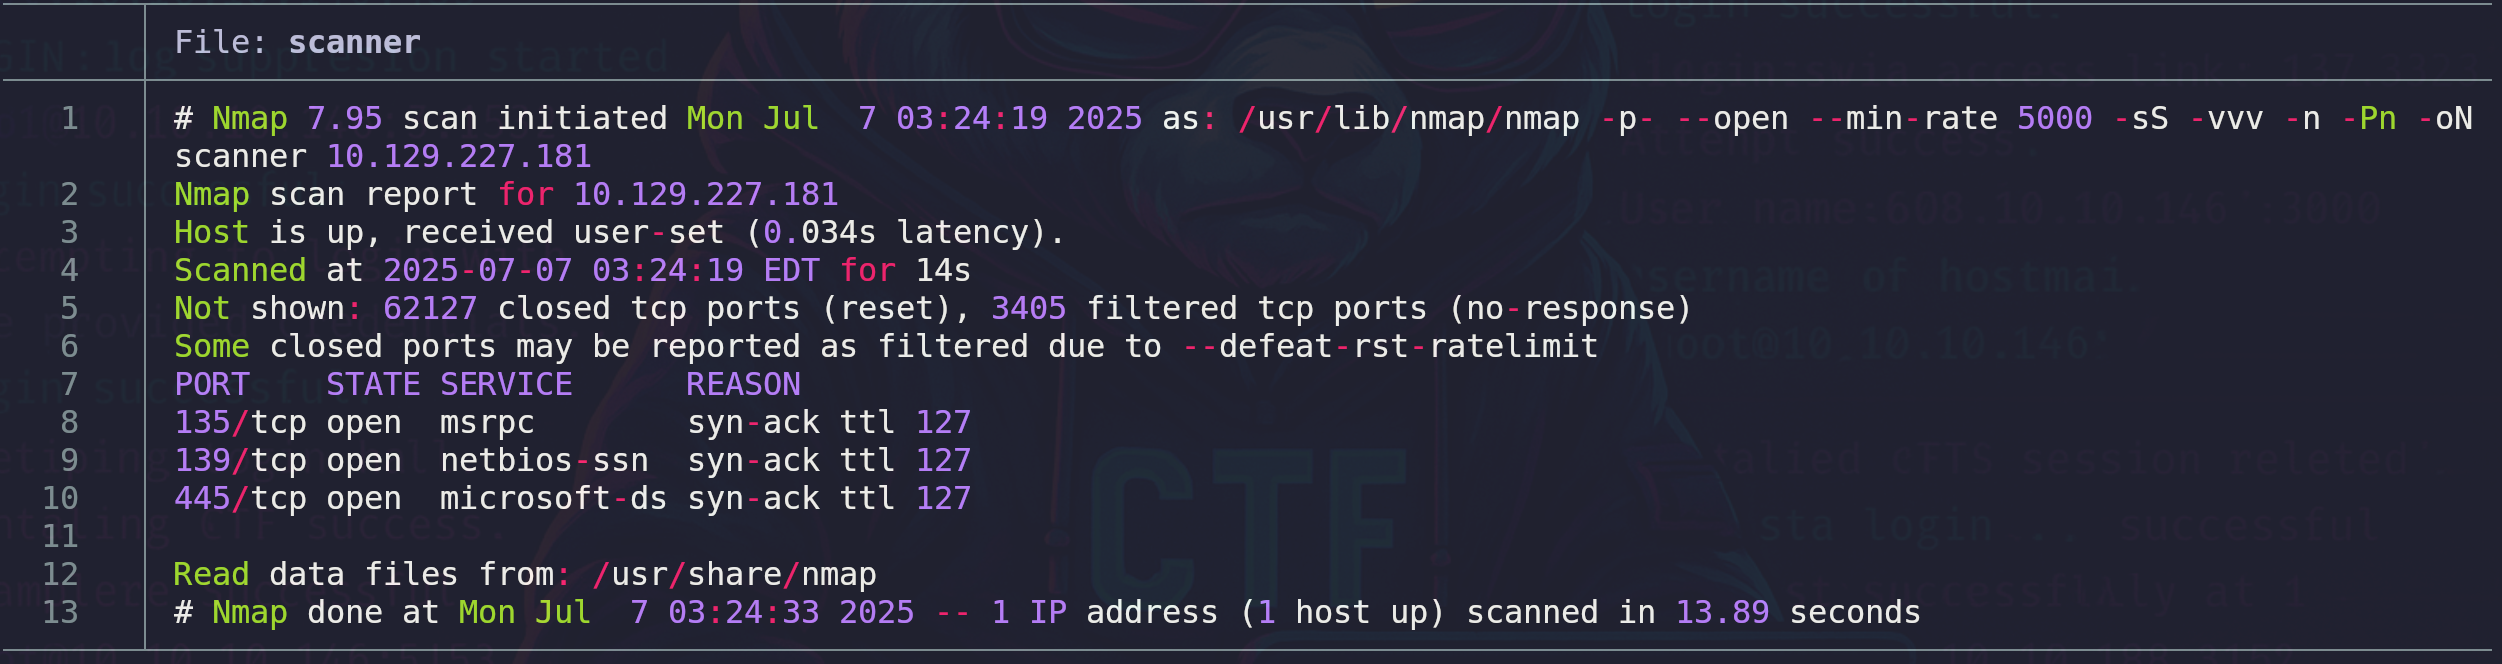 File: scanner
1 # Nmap 7.95 scan initiated Mon Jul  7 03:24:19 2025 as: /usr/lib/nmap/nmap -p- --open --min-rate 5000 -sS -vvv -n -Pn -oN
scanner 10.129.227.181
2 Nmap scan report for 10.129.227.181
3 Host is up, received user-set (0.034s latency).
4 Scanned at 2025-07-07 03:24:19 EDT for 14s
5 Not shown: 62127 closed tcp ports (reset), 3405 filtered tcp ports (no-response)
6 Some closed ports may be reported as filtered due to --defeat-rst-ratelimit
7 PORT    STATE SERVICE      REASON
8 135/tcp open  msrpc        syn-ack ttl 127
9 139/tcp open  netbios-ssn  syn-ack ttl 127
10 445/tcp open  microsoft-ds syn-ack ttl 127
11
12 Read data files from: /usr/share/nmap
13 # Nmap done at Mon Jul  7 03:24:33 2025 -- 1 IP address (1 host up) scanned in 13.89 seconds
CTF